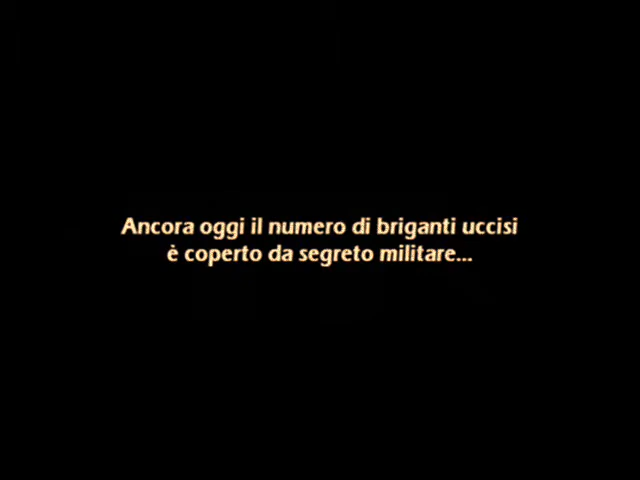 Ancora oggi il numero di briganti uccisi
è coperto da segreto militare...